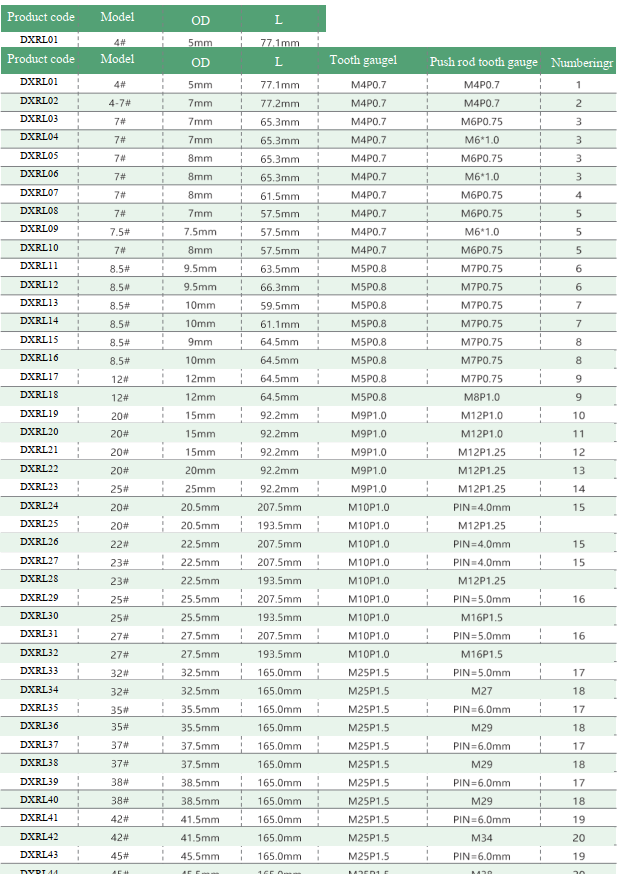 Product code Model OD L
DXRL01 4# 5mm 77.1mm
Product code Model OD L Tooth gaugel Push rod tooth gauge Numberingr
DXRL01 4# 5mm 77.1mm M4P0.7 M4P0.7 1
DXRL02 4-7# 7mm 77.2mm M4P0.7 M4P0.7 2
DXRL03 7# 7mm 65.3mm M4P0.7 M6P0.75 3
DXRL04 7# 7mm 65.3mm M4P0.7 M6*1.0 3
DXRL05 7# 8mm 65.3mm M4P0.7 M6P0.75 3
DXRL06 7# 8mm 65.3mm M4P0.7 M6*1.0 3
DXRL07 7# 8mm 61.5mm M4P0.7 M6P0.75 4
DXRL08 7# 7mm 57.5mm M4P0.7 M6P0.75 5
DXRL09 7.5# 7.5mm 57.5mm M4P0.7 M6*1.0 5
DXRL10 7# 8mm 57.5mm M4P0.7 M6P0.75 5
DXRL11 8.5# 9.5mm 63.5mm M5P0.8 M7P0.75 6
DXRL12 8.5# 9.5mm 66.3mm M5P0.8 M7P0.75 6
DXRL13 8.5# 10mm 59.5mm M5P0.8 M7P0.75 7
DXRL14 8.5# 10mm 61.1mm M5P0.8 M7P0.75 7
DXRL15 8.5# 9mm 64.5mm M5P0.8 M7P0.75 8
DXRL16 8.5# 10mm 64.5mm M5P0.8 M7P0.75 8
DXRL17 12# 12mm 64.5mm M5P0.8 M7P0.75 9
DXRL18 12# 12mm 64.5mm M5P0.8 M8P1.0 9
DXRL19 20# 15mm 92.2mm M9P1.0 M12P1.0 10
DXRL20 20# 15mm 92.2mm M9P1.0 M12P1.0 11
DXRL21 20# 15mm 92.2mm M9P1.0 M12P1.25 12
DXRL22 20# 20mm 92.2mm M9P1.0 M12P1.25 13
DXRL23 25# 25mm 92.2mm M9P1.0 M12P1.25 14
DXRL24 20# 20.5mm 207.5mm M10P1.0 PIN=4.0mm 15
DXRL25 20# 20.5mm 193.5mm M10P1.0 M12P1.25
DXRL26 22# 22.5mm 207.5mm M10P1.0 PIN=4.0mm 15
DXRL27 23# 22.5mm 207.5mm M10P1.0 PIN=4.0mm 15
DXRL28 23# 22.5mm 193.5mm M10P1.0 M12P1.25
DXRL29 25# 25.5mm 207.5mm M10P1.0 PIN=5.0mm 16
DXRL30 25# 25.5mm 193.5mm M10P1.0 M16P1.5
DXRL31 27# 27.5mm 207.5mm M10P1.0 PIN=5.0mm 16
DXRL32 27# 27.5mm 193.5mm M10P1.0 M16P1.5
DXRL33 32# 32.5mm 165.0mm M25P1.5 PIN=5.0mm 17
DXRL34 32# 32.5mm 165.0mm M25P1.5 M27 18
DXRL35 35# 35.5mm 165.0mm M25P1.5 PIN=6.0mm 17
DXRL36 35# 35.5mm 165.0mm M25P1.5 M29 18
DXRL37 37# 37.5mm 165.0mm M25P1.5 PIN=6.0mm 17
DXRL38 37# 37.5mm 165.0mm M25P1.5 M29 18
DXRL39 38# 38.5mm 165.0mm M25P1.5 PIN=6.0mm 17
DXRL40 38# 38.5mm 165.0mm M25P1.5 M29 18
DXRL41 42# 41.5mm 165.0mm M25P1.5 PIN=6.0mm 19
DXRL42 42# 41.5mm 165.0mm M25P1.5 M34 20
DXRL43 45# 45.5mm 165.0mm M25P1.5 PIN=6.0mm 19